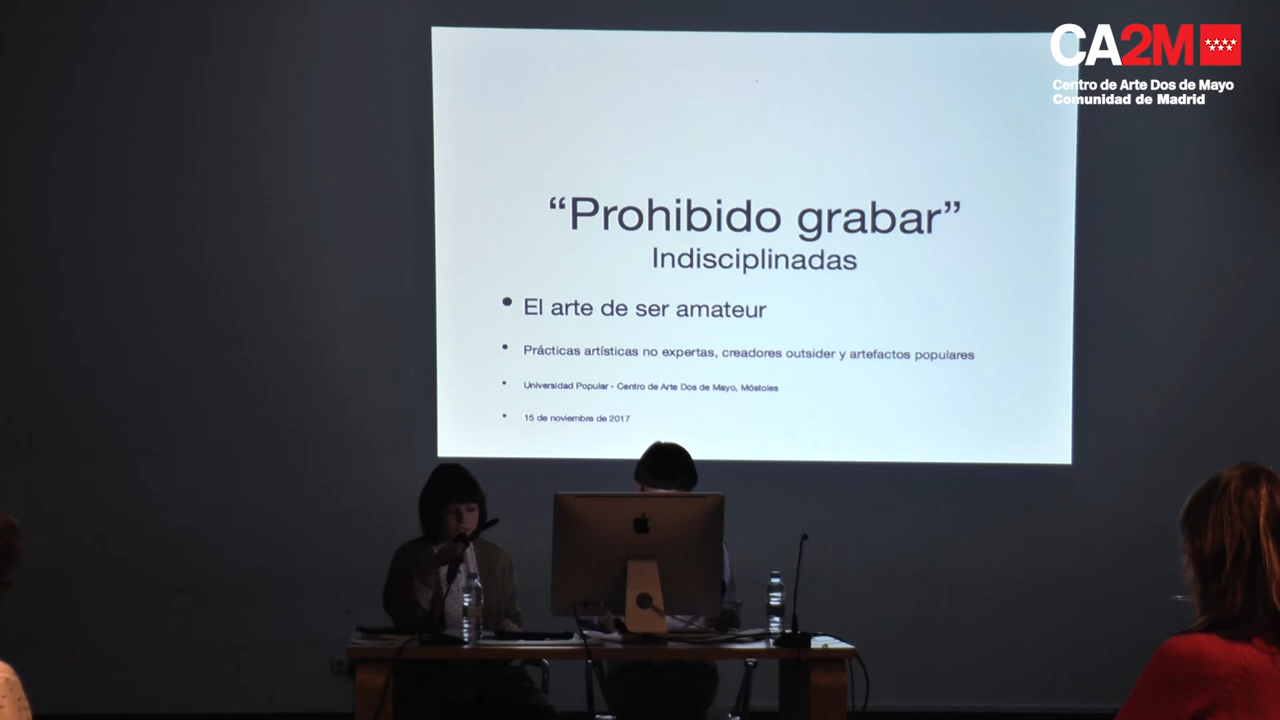 CA2M
Centro de Arte Dos de Mayo
Comunidad de Madrid
“Prohibido grabar”
Indisciplinadas
• El arte de ser amateur
• Prácticas artísticas no expertas, creadores outsider y artefactos populares
• Universidad Popular - Centro de Arte Dos de Mayo, Móstoles
• 15 de noviembre de 2017